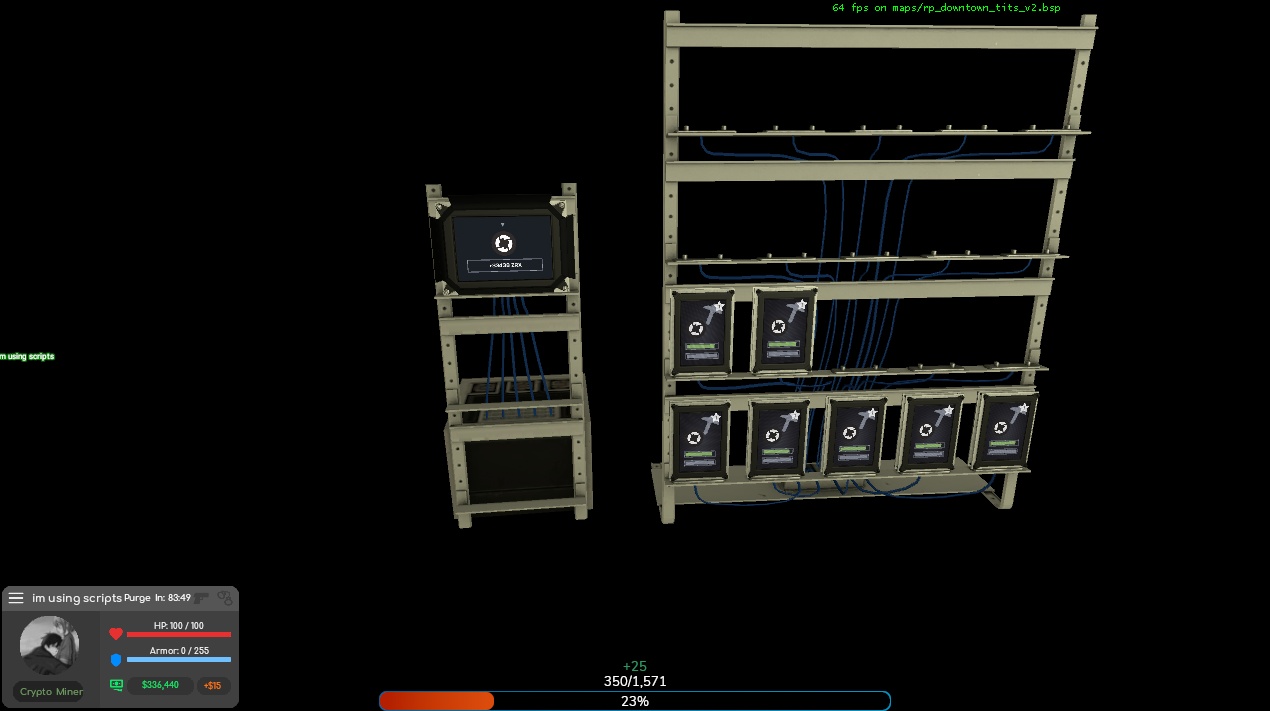 64 fps on maps/rp_downtown_tits_v2.bsp
m using scripts
im using scripts Purge In: 83:49
HP: 100 / 100
Armor: 0 / 255
Crypto Miner
$336,440
+$15
+25
350/1,571
23%